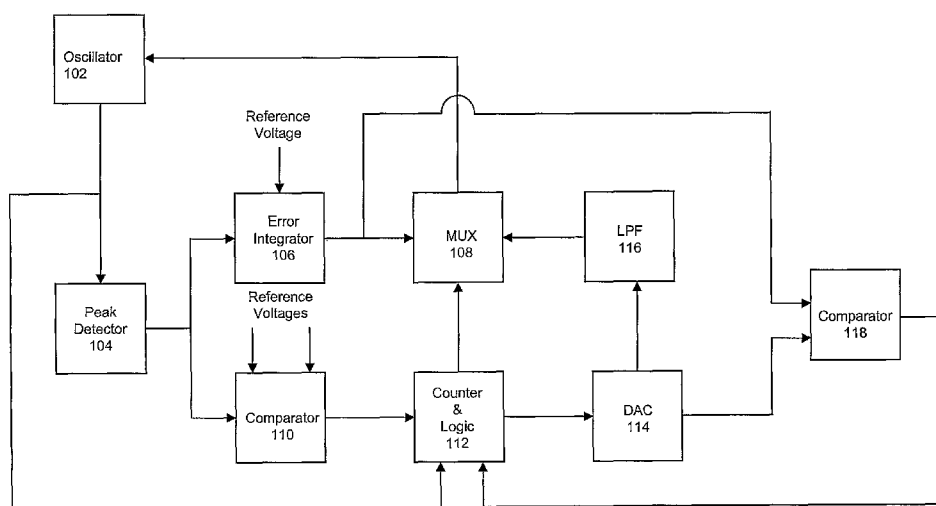 Oscillator
102
Reference
Voltage
Error
Integrator
106
MUX
108
LPF
116
Peak
Detector
104
Reference
Voltages
Comparator
118
Comparator
110
Counter
&
Logic
112
DAC
114